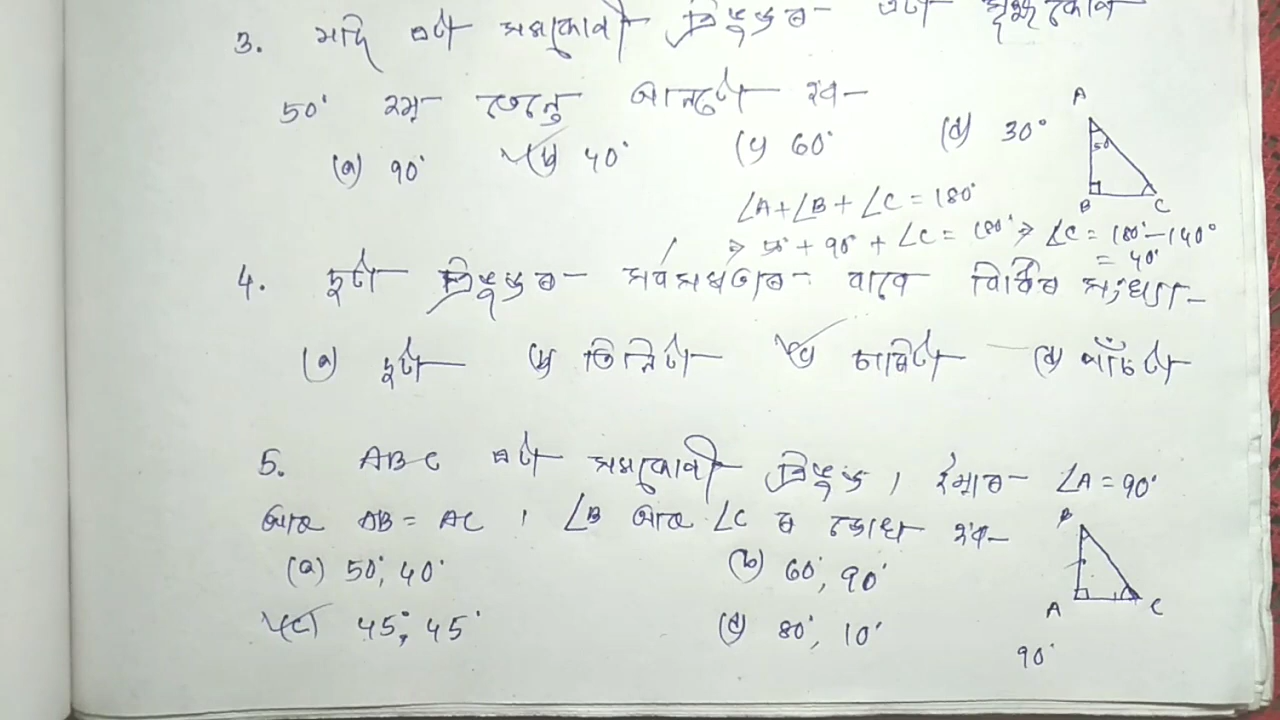 3. যদি এটা সমকোণী ত্ৰিভুজৰ এটা সূক্ষ্মকোণ
50° হয় তেন্তে আনটো হ'ব
(a) 90° (b) 40° (c) 60° (d) 30°
A
50
B C
∠A+∠B+∠C=180°
⇒ 50°+90°+∠C=180° ⇒ ∠C=180°-140°
= 40°
4. দুটা ত্ৰিভুজৰ সৰ্বসমতাৰ বাবে বিধিৰ সংখ্যা
(a) দুটা (b) তিনিটা (c) চাৰিটা (d) পাঁচটা
5. ABC এটা সমকোণী ত্ৰিভুজ, ইয়াৰ ∠A=90°
আৰু AB=AC। ∠B আৰু ∠C ৰ জোখ হ'ব
(a) 50°, 40° (b) 60°, 90°
(c) 45°, 45° (d) 80°, 10°
B
A C
90°